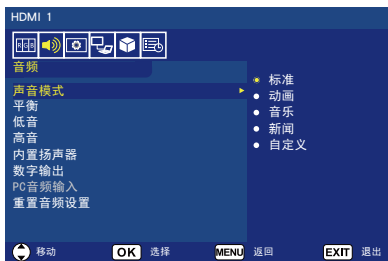 HDMI 1
RGB
音频
声音模式
平衡
低音
高音
内置扬声器
数字输出
PC音频输入
重置音频设置
标准
动画
音乐
新闻
自定义
移动 OK 选择 MENU 返回 EXIT 退出